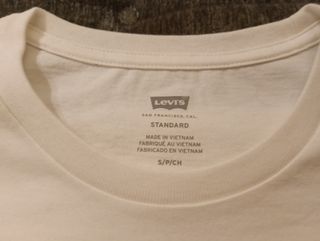 Levi's
SAN FRANCISCO, CAL.
STANDARD
MADE IN VIETNAM
FABRIQUÉ AU VIETNAM
FABRICADO EN VIETNAM
S/P/CH